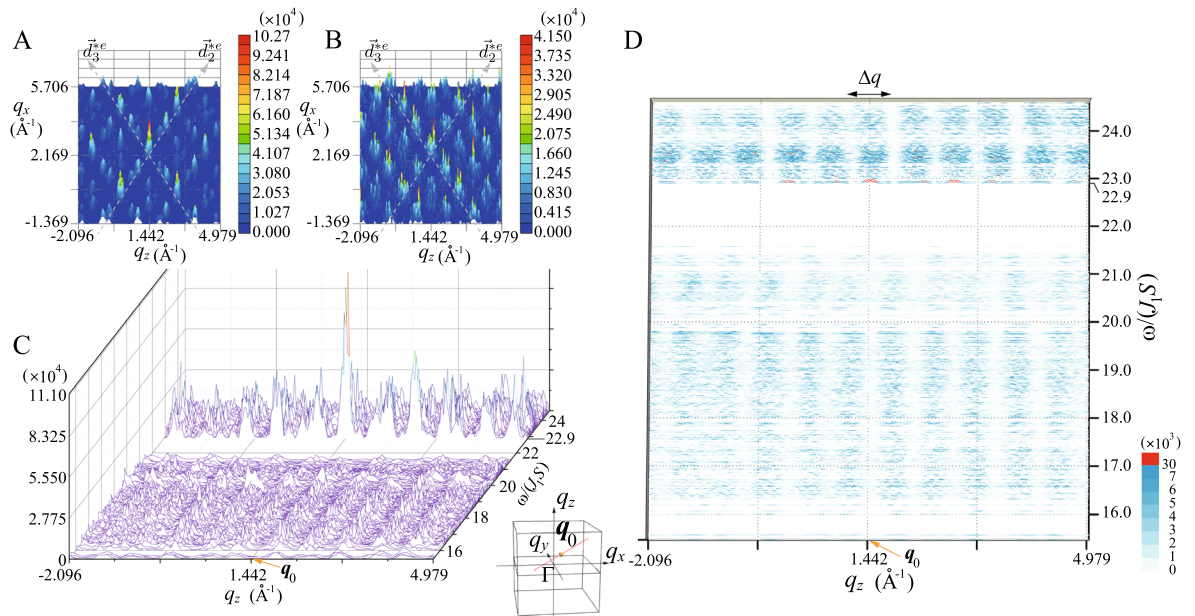 A
(×10⁴)
d⃗₃*ᵉ
d⃗₂*ᵉ
5.706
qₓ
(Å⁻¹)
2.169
-1.369
-2.096
1.442
4.979
q_z (Å⁻¹)
10.27
9.241
8.214
7.187
6.160
5.134
4.107
3.080
2.053
1.027
0.000
B
(×10⁴)
d⃗₃*ᵉ
d⃗₂*ᵉ
5.706
qₓ
(Å⁻¹)
2.169
-1.369
-2.096
1.442
4.979
q_z (Å⁻¹)
4.150
3.735
3.320
2.905
2.490
2.075
1.660
1.245
0.830
0.415
0.000
C
(×10⁴)
11.10
8.325
5.550
2.775
0
-2.096
1.442
q₀
4.979
q_z (Å⁻¹)
24
22.9
22
20
18
16
ω/(J¹S)
q_z
q₀
q_y
Γ
qₓ
D
Δq
24.0
23.0
22.9
22.0
21.0
20.0
19.0
18.0
17.0
16.0
ω/(J¹S)
-2.096
1.442
q₀
4.979
q_z (Å⁻¹)
(×10³)
30
7
6
5
4
3
2
1
0